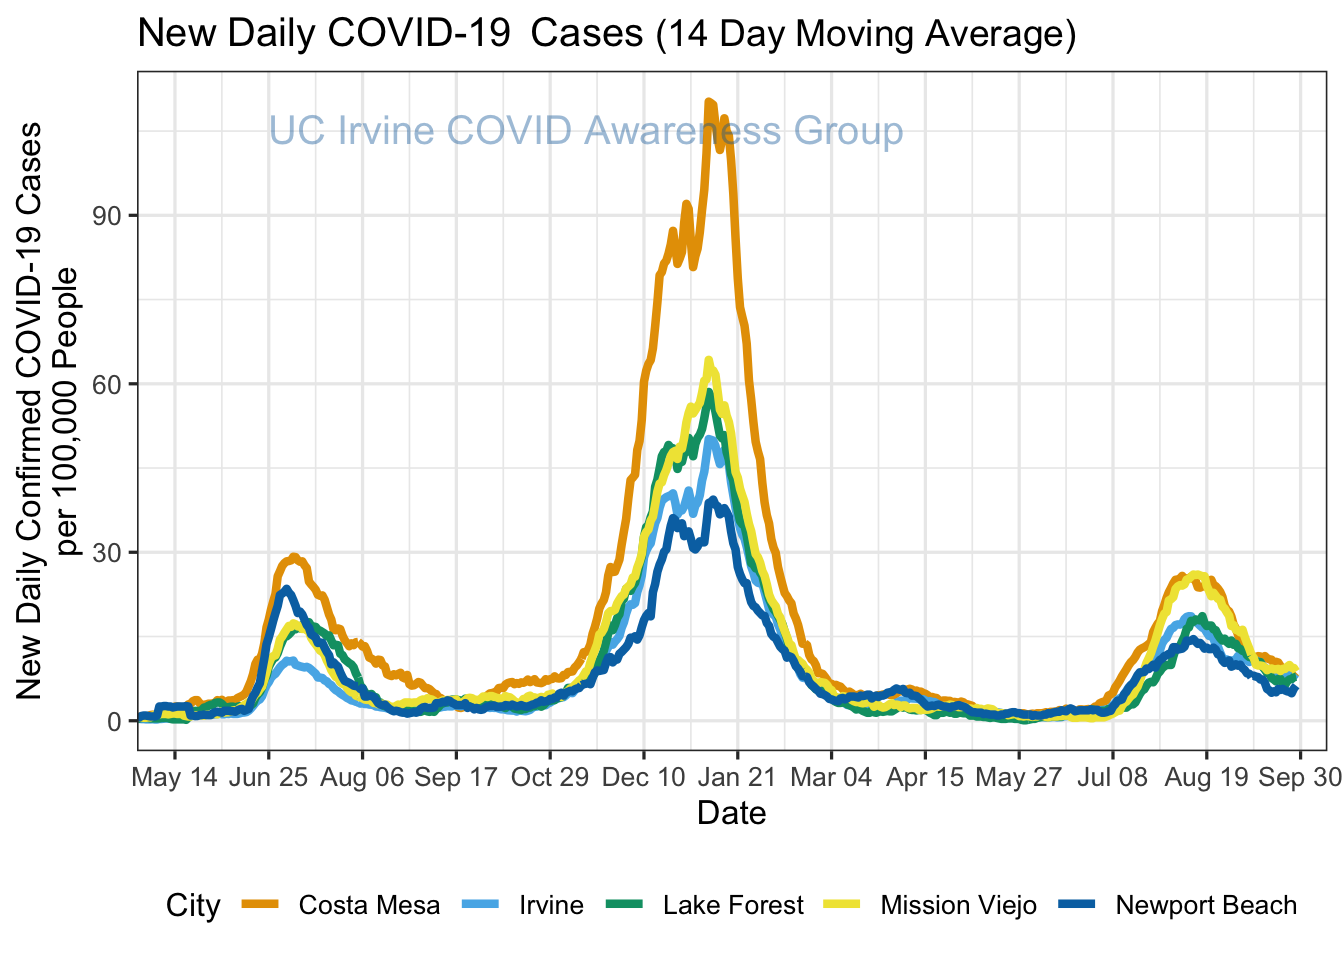 New Daily COVID-19 Cases (14 Day Moving Average)
UC Irvine COVID Awareness Group
New Daily Confirmed COVID-19 Cases
per 100,000 People
90
60
30
0
May 14 Jun 25 Aug 06 Sep 17 Oct 29 Dec 10 Jan 21 Mar 04 Apr 15 May 27 Jul 08 Aug 19 Sep 30
Date
City Costa Mesa Irvine Lake Forest Mission Viejo Newport Beach